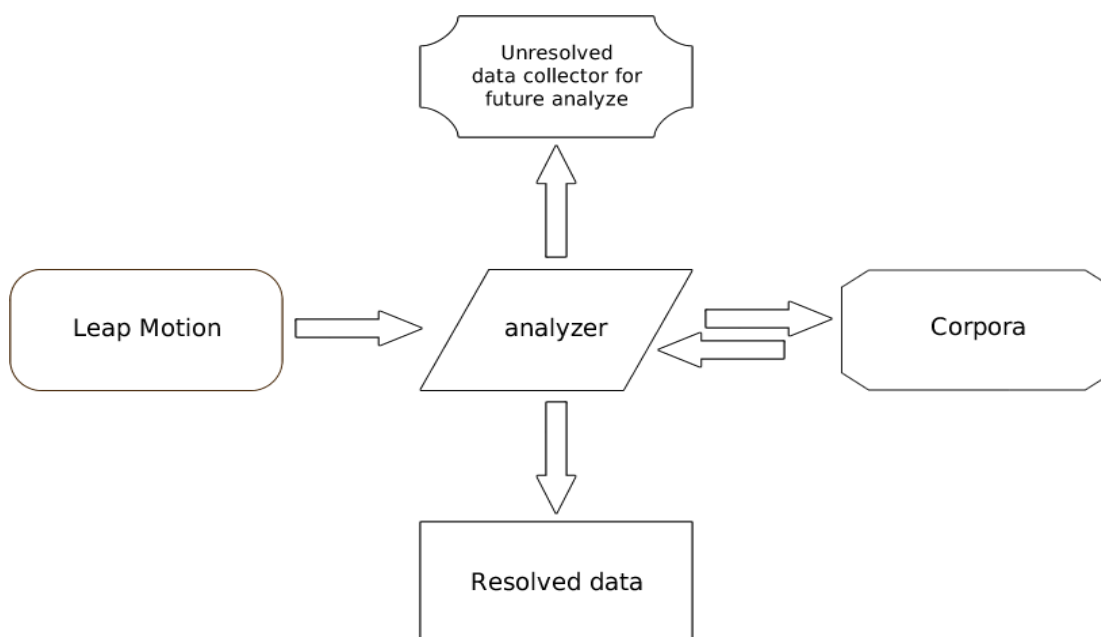 Unresolved
data collector for
future analyze
Leap Motion
analyzer
Corpora
Resolved data